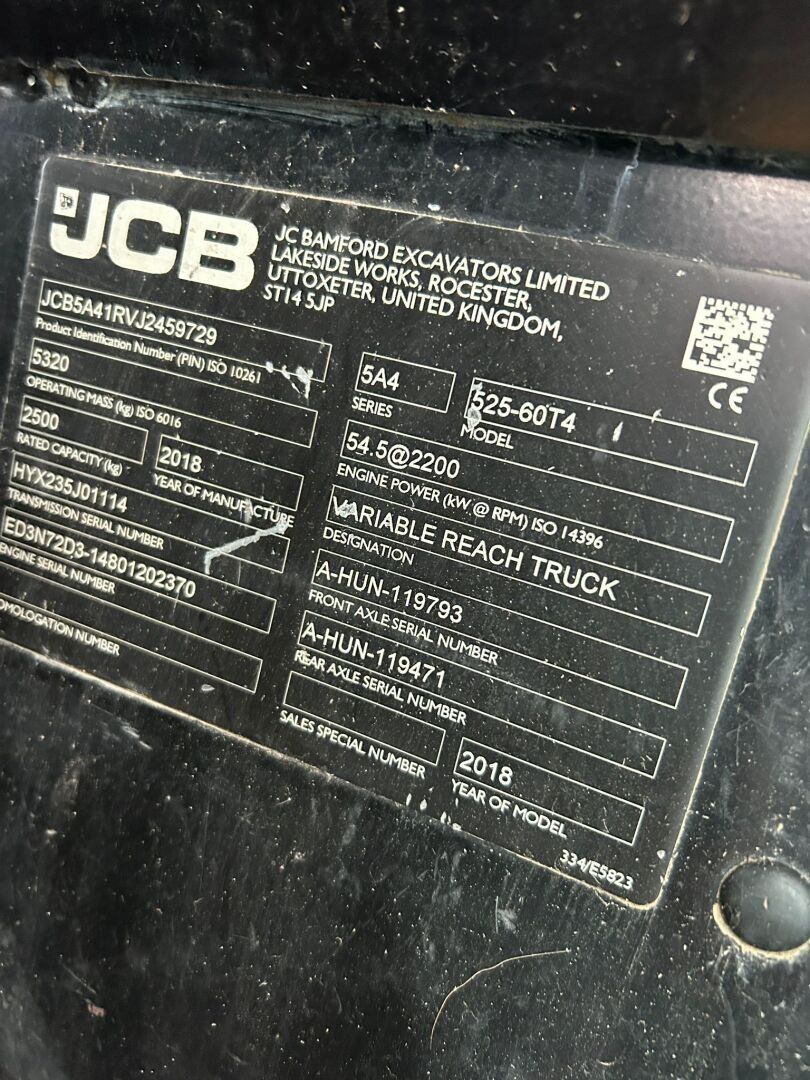 JCB
JC BAMFORD EXCAVATORS LIMITED
LAKESIDE WORKS, ROCESTER,
UTTOXETER, UNITED KINGDOM,
ST14 5JP
CE
JCB5A41RVJ2459729
Product Identification Number (PIN) ISO 10261
5320
OPERATING MASS (kg) ISO 6016
2500
RATED CAPACITY (kg)
2018
YEAR OF MANUFACTURE
HYX235J01114
TRANSMISSION SERIAL NUMBER
ED3N72D3-14801202370
ENGINE SERIAL NUMBER
OMOLOGATION NUMBER
5A4
SERIES
525-60T4
MODEL
54.5@2200
ENGINE POWER (kW @ RPM) ISO 14396
VARIABLE REACH TRUCK
DESIGNATION
A-HUN-119793
FRONT AXLE SERIAL NUMBER
A-HUN-119471
REAR AXLE SERIAL NUMBER
SALES SPECIAL NUMBER
2018
YEAR OF MODEL
334/E5823